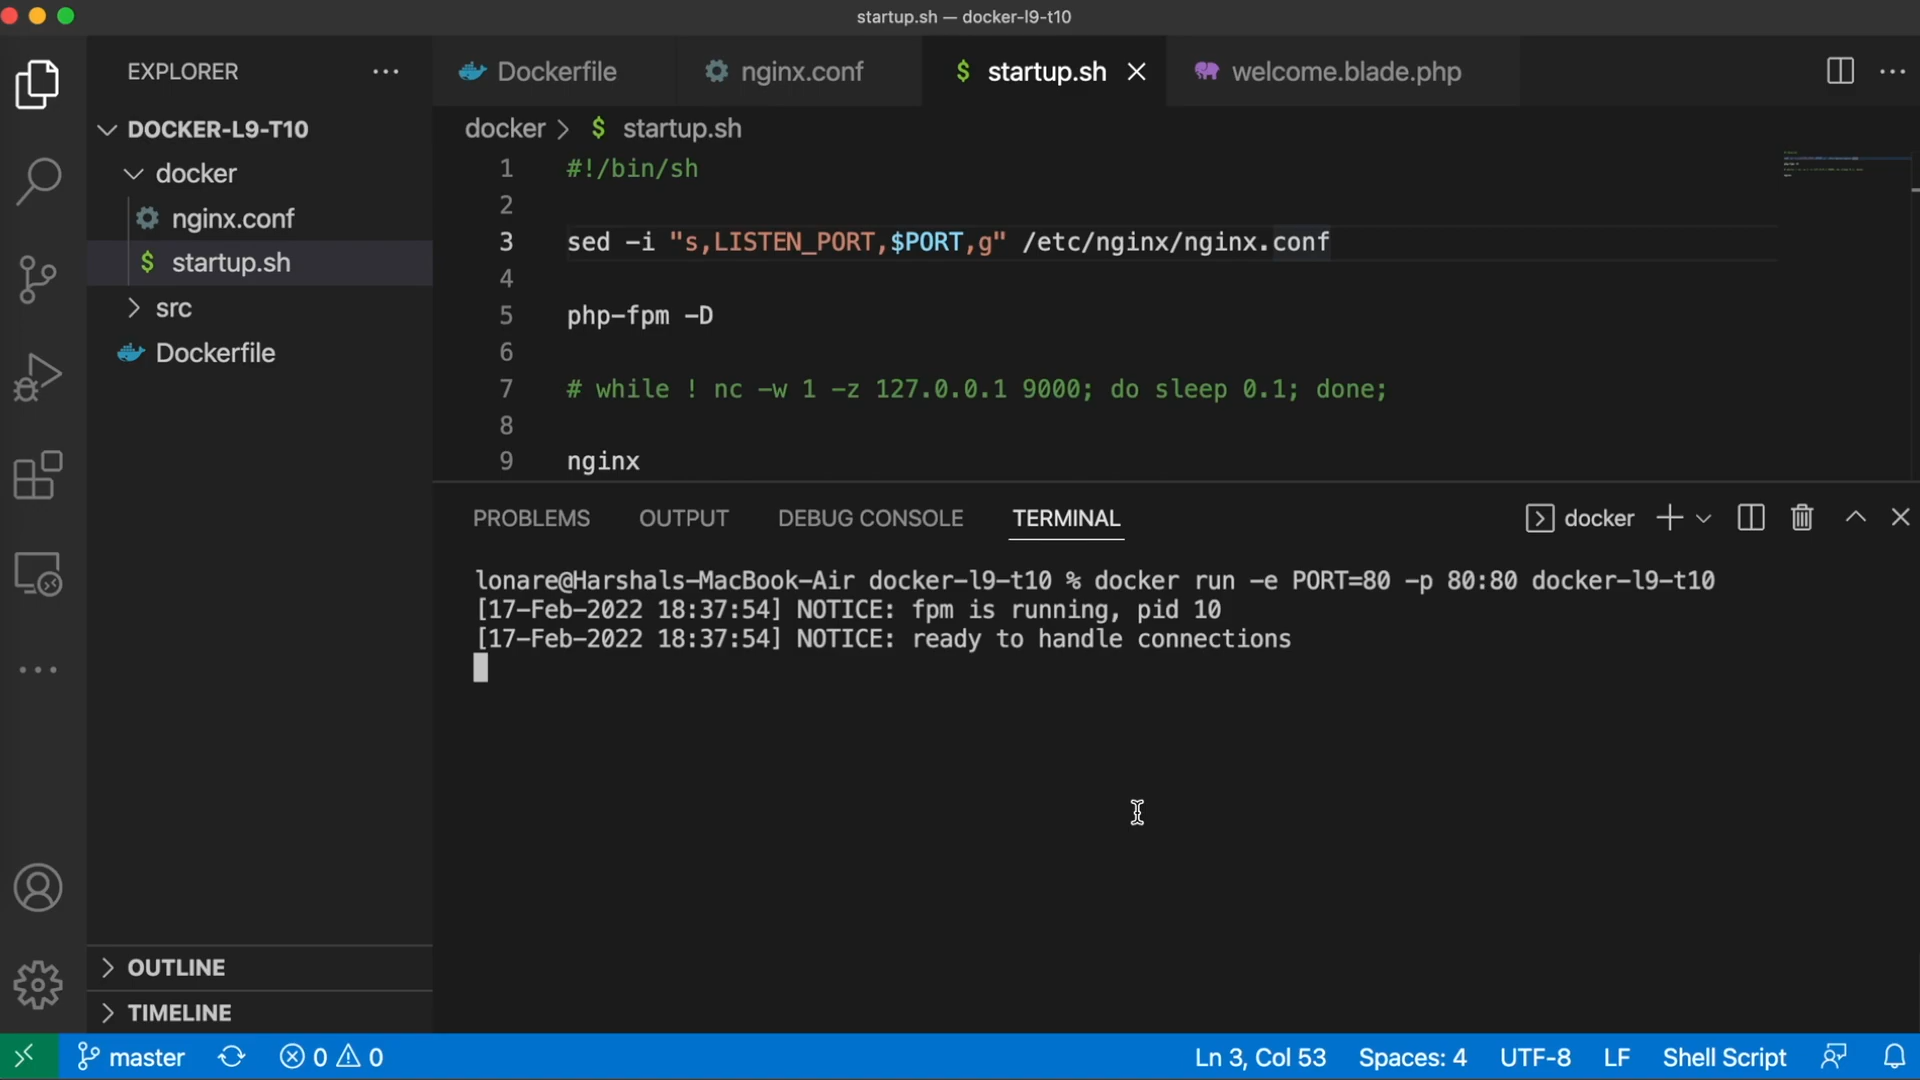 startup.sh — docker-l9-t10
EXPLORER
DOCKER-L9-T10
docker
nginx.conf
startup.sh
src
Dockerfile
OUTLINE
TIMELINE
Dockerfile
nginx.conf
$ startup.sh
welcome.blade.php
docker > $ startup.sh
1 #!/bin/sh
2
3 sed -i "s,LISTEN_PORT,$PORT,g" /etc/nginx/nginx.conf
4
5 php-fpm -D
6
7 # while ! nc -w 1 -z 127.0.0.1 9000; do sleep 0.1; done;
8
9 nginx
PROBLEMS OUTPUT DEBUG CONSOLE TERMINAL
docker
lonare@Harshals-MacBook-Air docker-l9-t10 % docker run -e PORT=80 -p 80:80 docker-l9-t10
[17-Feb-2022 18:37:54] NOTICE: fpm is running, pid 10
[17-Feb-2022 18:37:54] NOTICE: ready to handle connections
master 0 0
Ln 3, Col 53 Spaces: 4 UTF-8 LF Shell Script